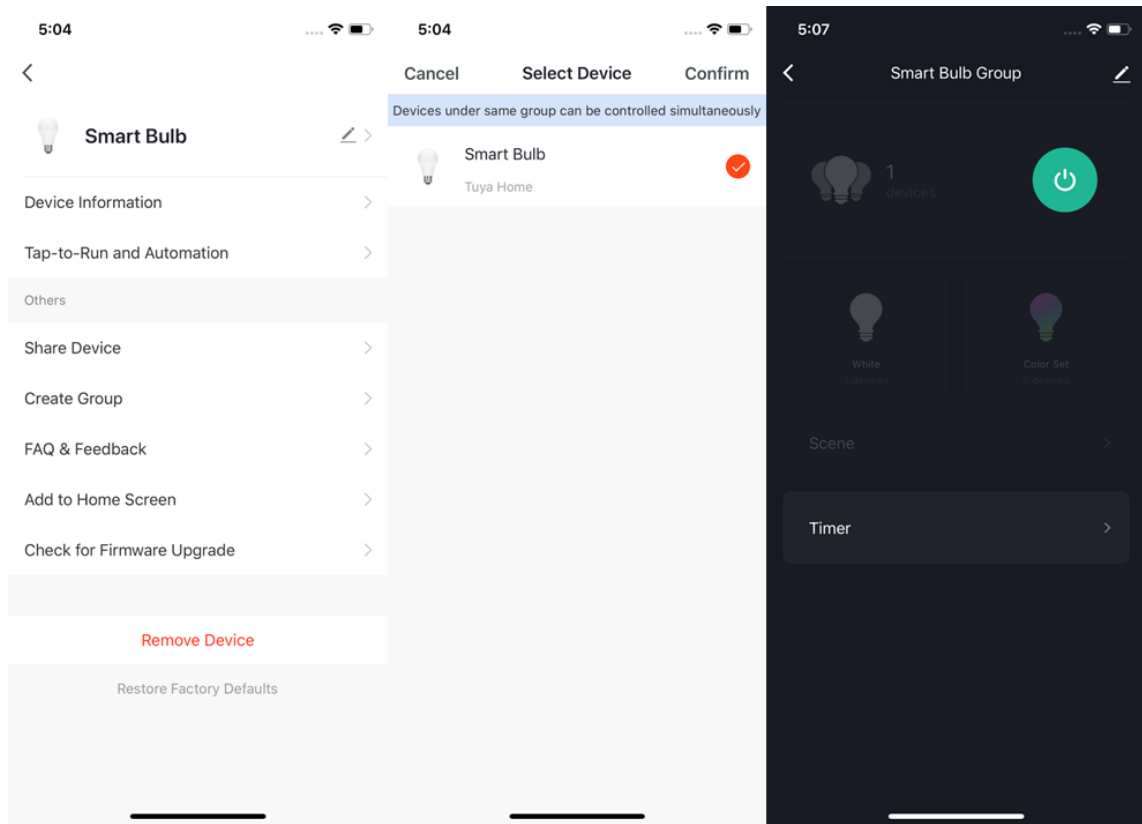 5:04
Smart Bulb
Device Information
Tap-to-Run and Automation
Others
Share Device
Create Group
FAQ & Feedback
Add to Home Screen
Check for Firmware Upgrade
Remove Device
Restore Factory Defaults
5:04
Cancel Select Device Confirm
Devices under same group can be controlled simultaneously
Smart Bulb
Tuya Home
5:07
Smart Bulb Group
1
devices
White
1 devices
Color Set
0 devices
Scene
Timer